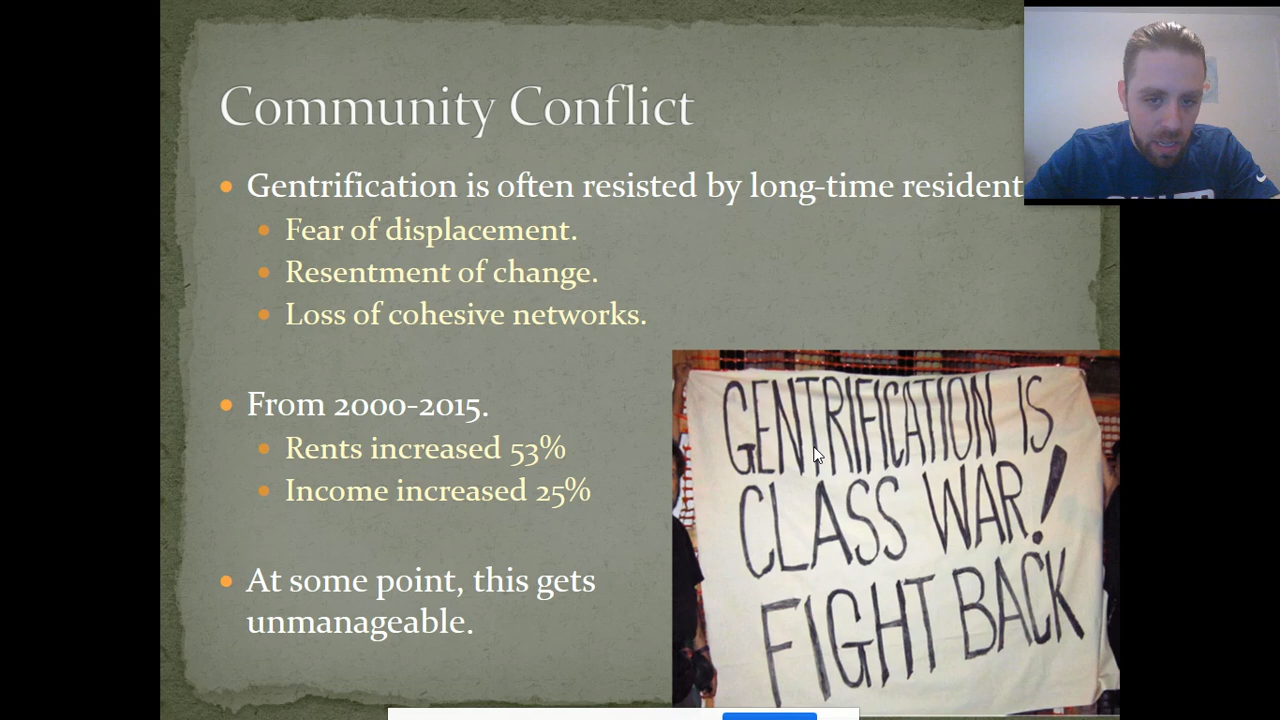 Community Conflict
Gentrification is often resisted by long-time resident
Fear of displacement.
Resentment of change.
Loss of cohesive networks.
From 2000-2015.
Rents increased 53%
Income increased 25%
At some point, this gets
unmanageable.
GENTRIFICATION IS
CLASS WAR!
FIGHT BACK